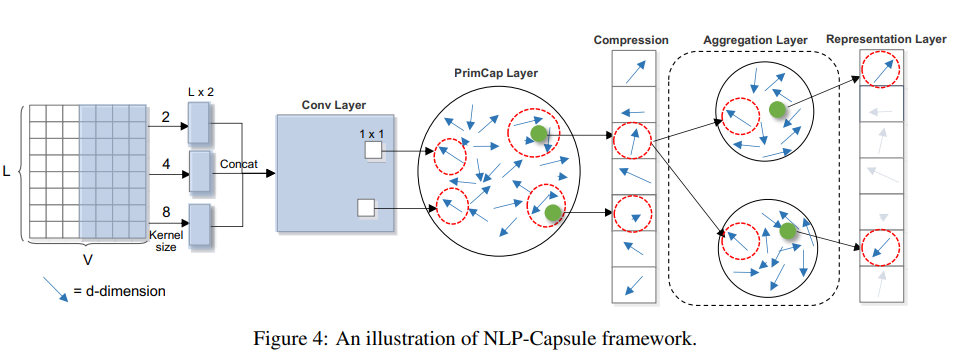 Compression
Aggregation Layer
Representation Layer
PrimCap Layer
L x 2
Conv Layer
2
1 x 1
L
4
Concat
8
Kernel
size
V
= d-dimension
Figure 4: An illustration of NLP-Capsule framework.